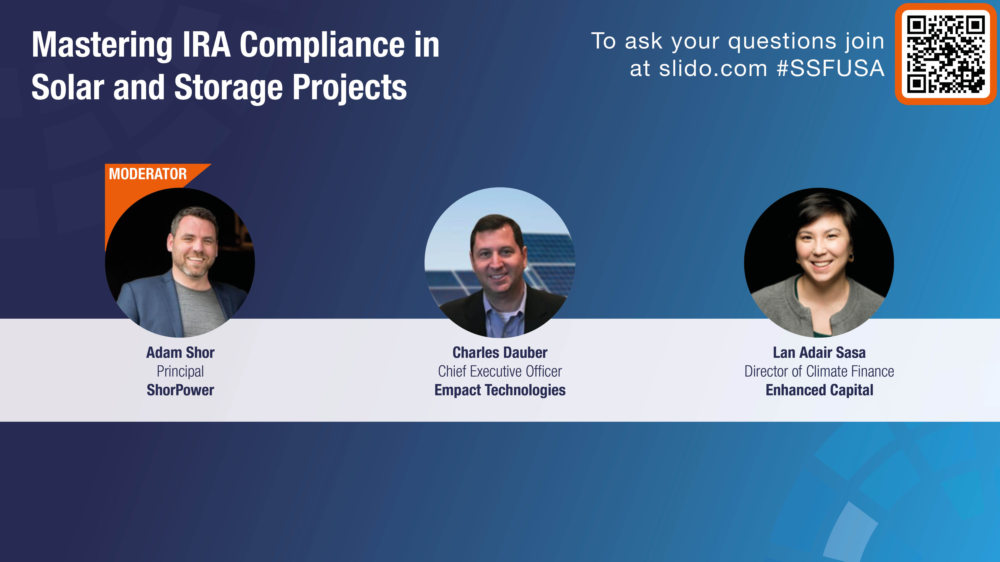 Mastering IRA Compliance in
Solar and Storage Projects
To ask your questions join
at slido.com #SSFUSA
MODERATOR
Adam Shor
Principal
ShorPower
Charles Dauber
Chief Executive Officer
Empact Technologies
Lan Adair Sasa
Director of Climate Finance
Enhanced Capital